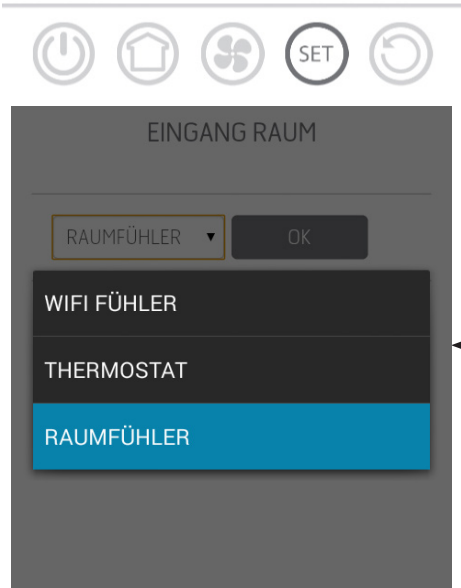 SET
EINGANG RAUM
RAUMFÜHLER
OK
WIFI FÜHLER
THERMOSTAT
RAUMFÜHLER